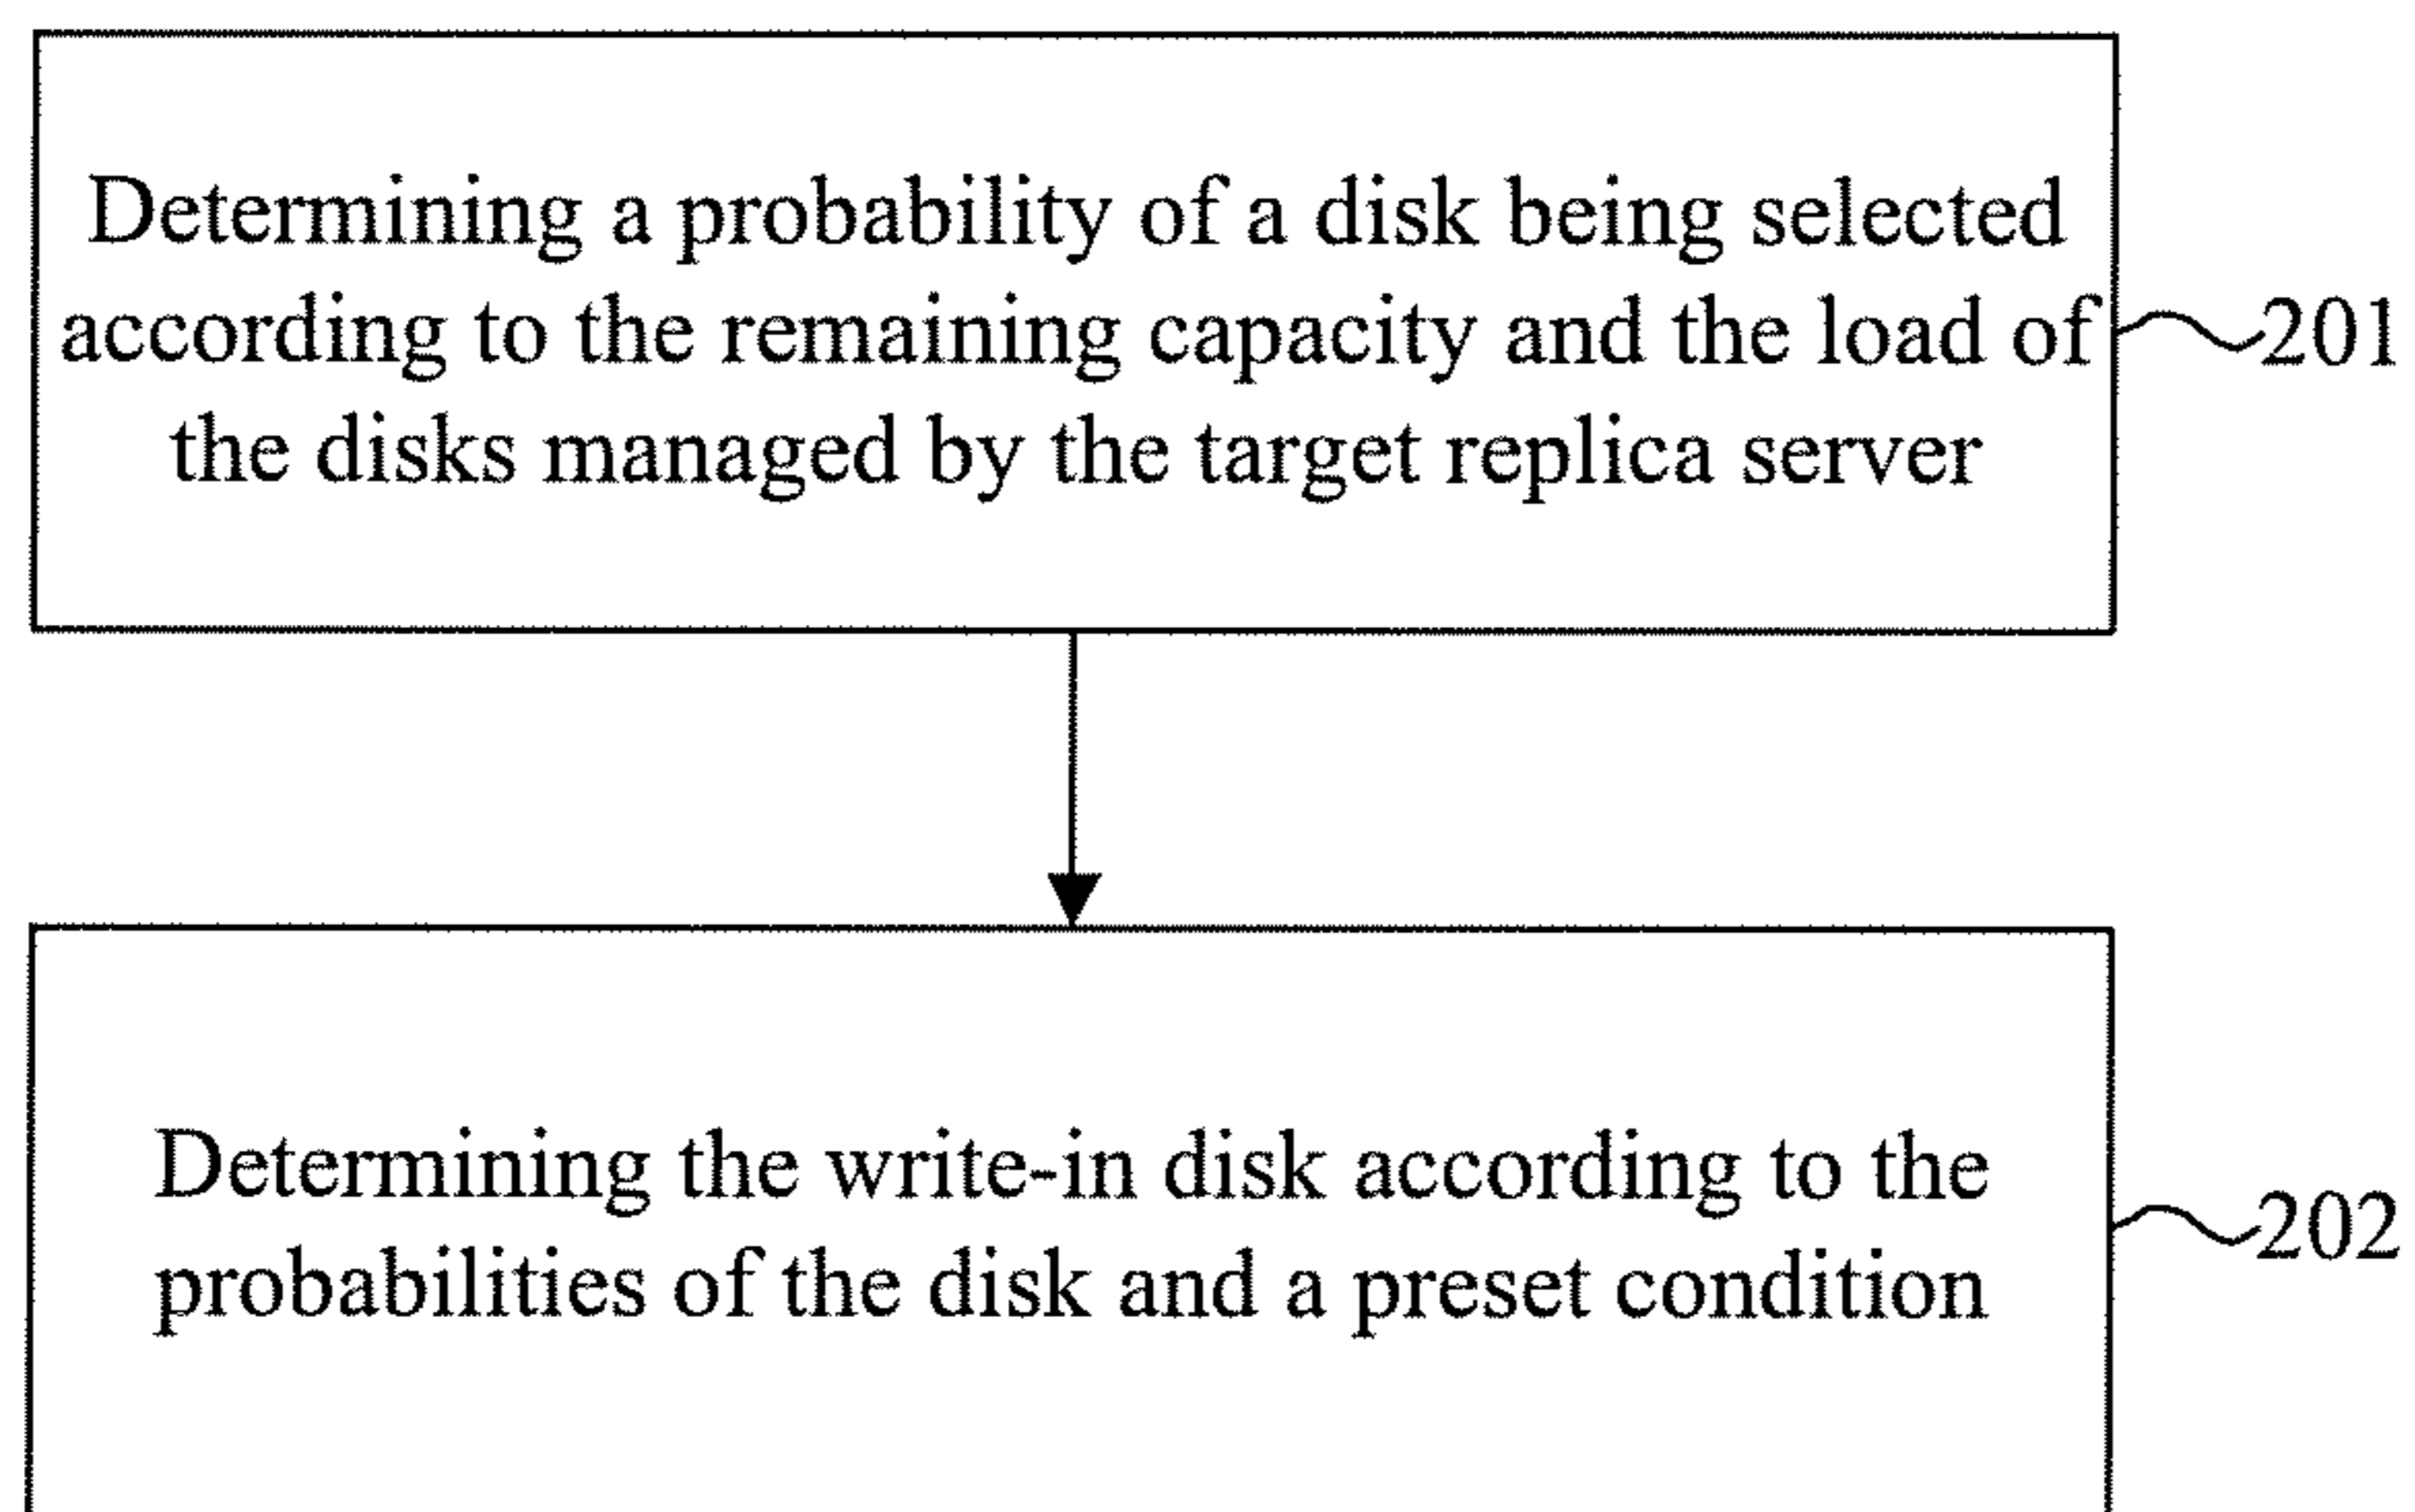 Determining a probability of a disk being selected
according to the remaining capacity and the load of
201
the disks managed by the target replica server
Determining the write-in disk according to the
202
probabilities of the disk and a preset condition